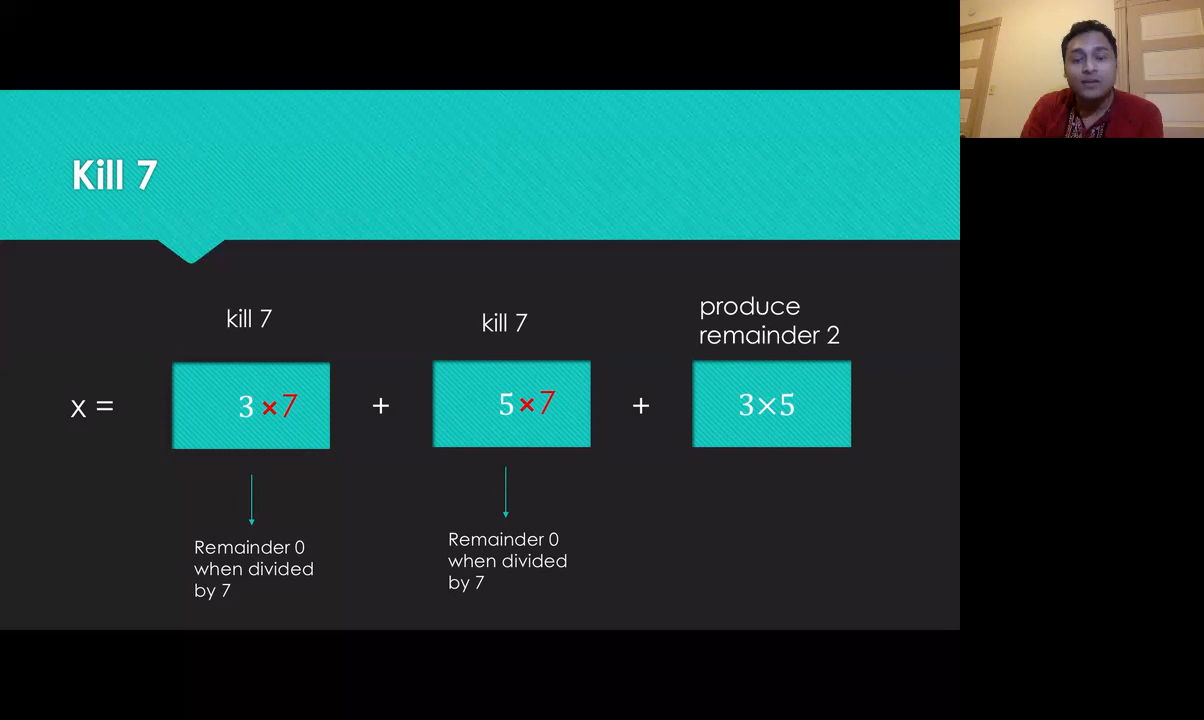 Kill 7
kill 7
kill 7
produce
remainder 2
x = 3 ×7 + 5 ×7 + 3×5
Remainder 0
when divided
by 7
Remainder 0
when divided
by 7